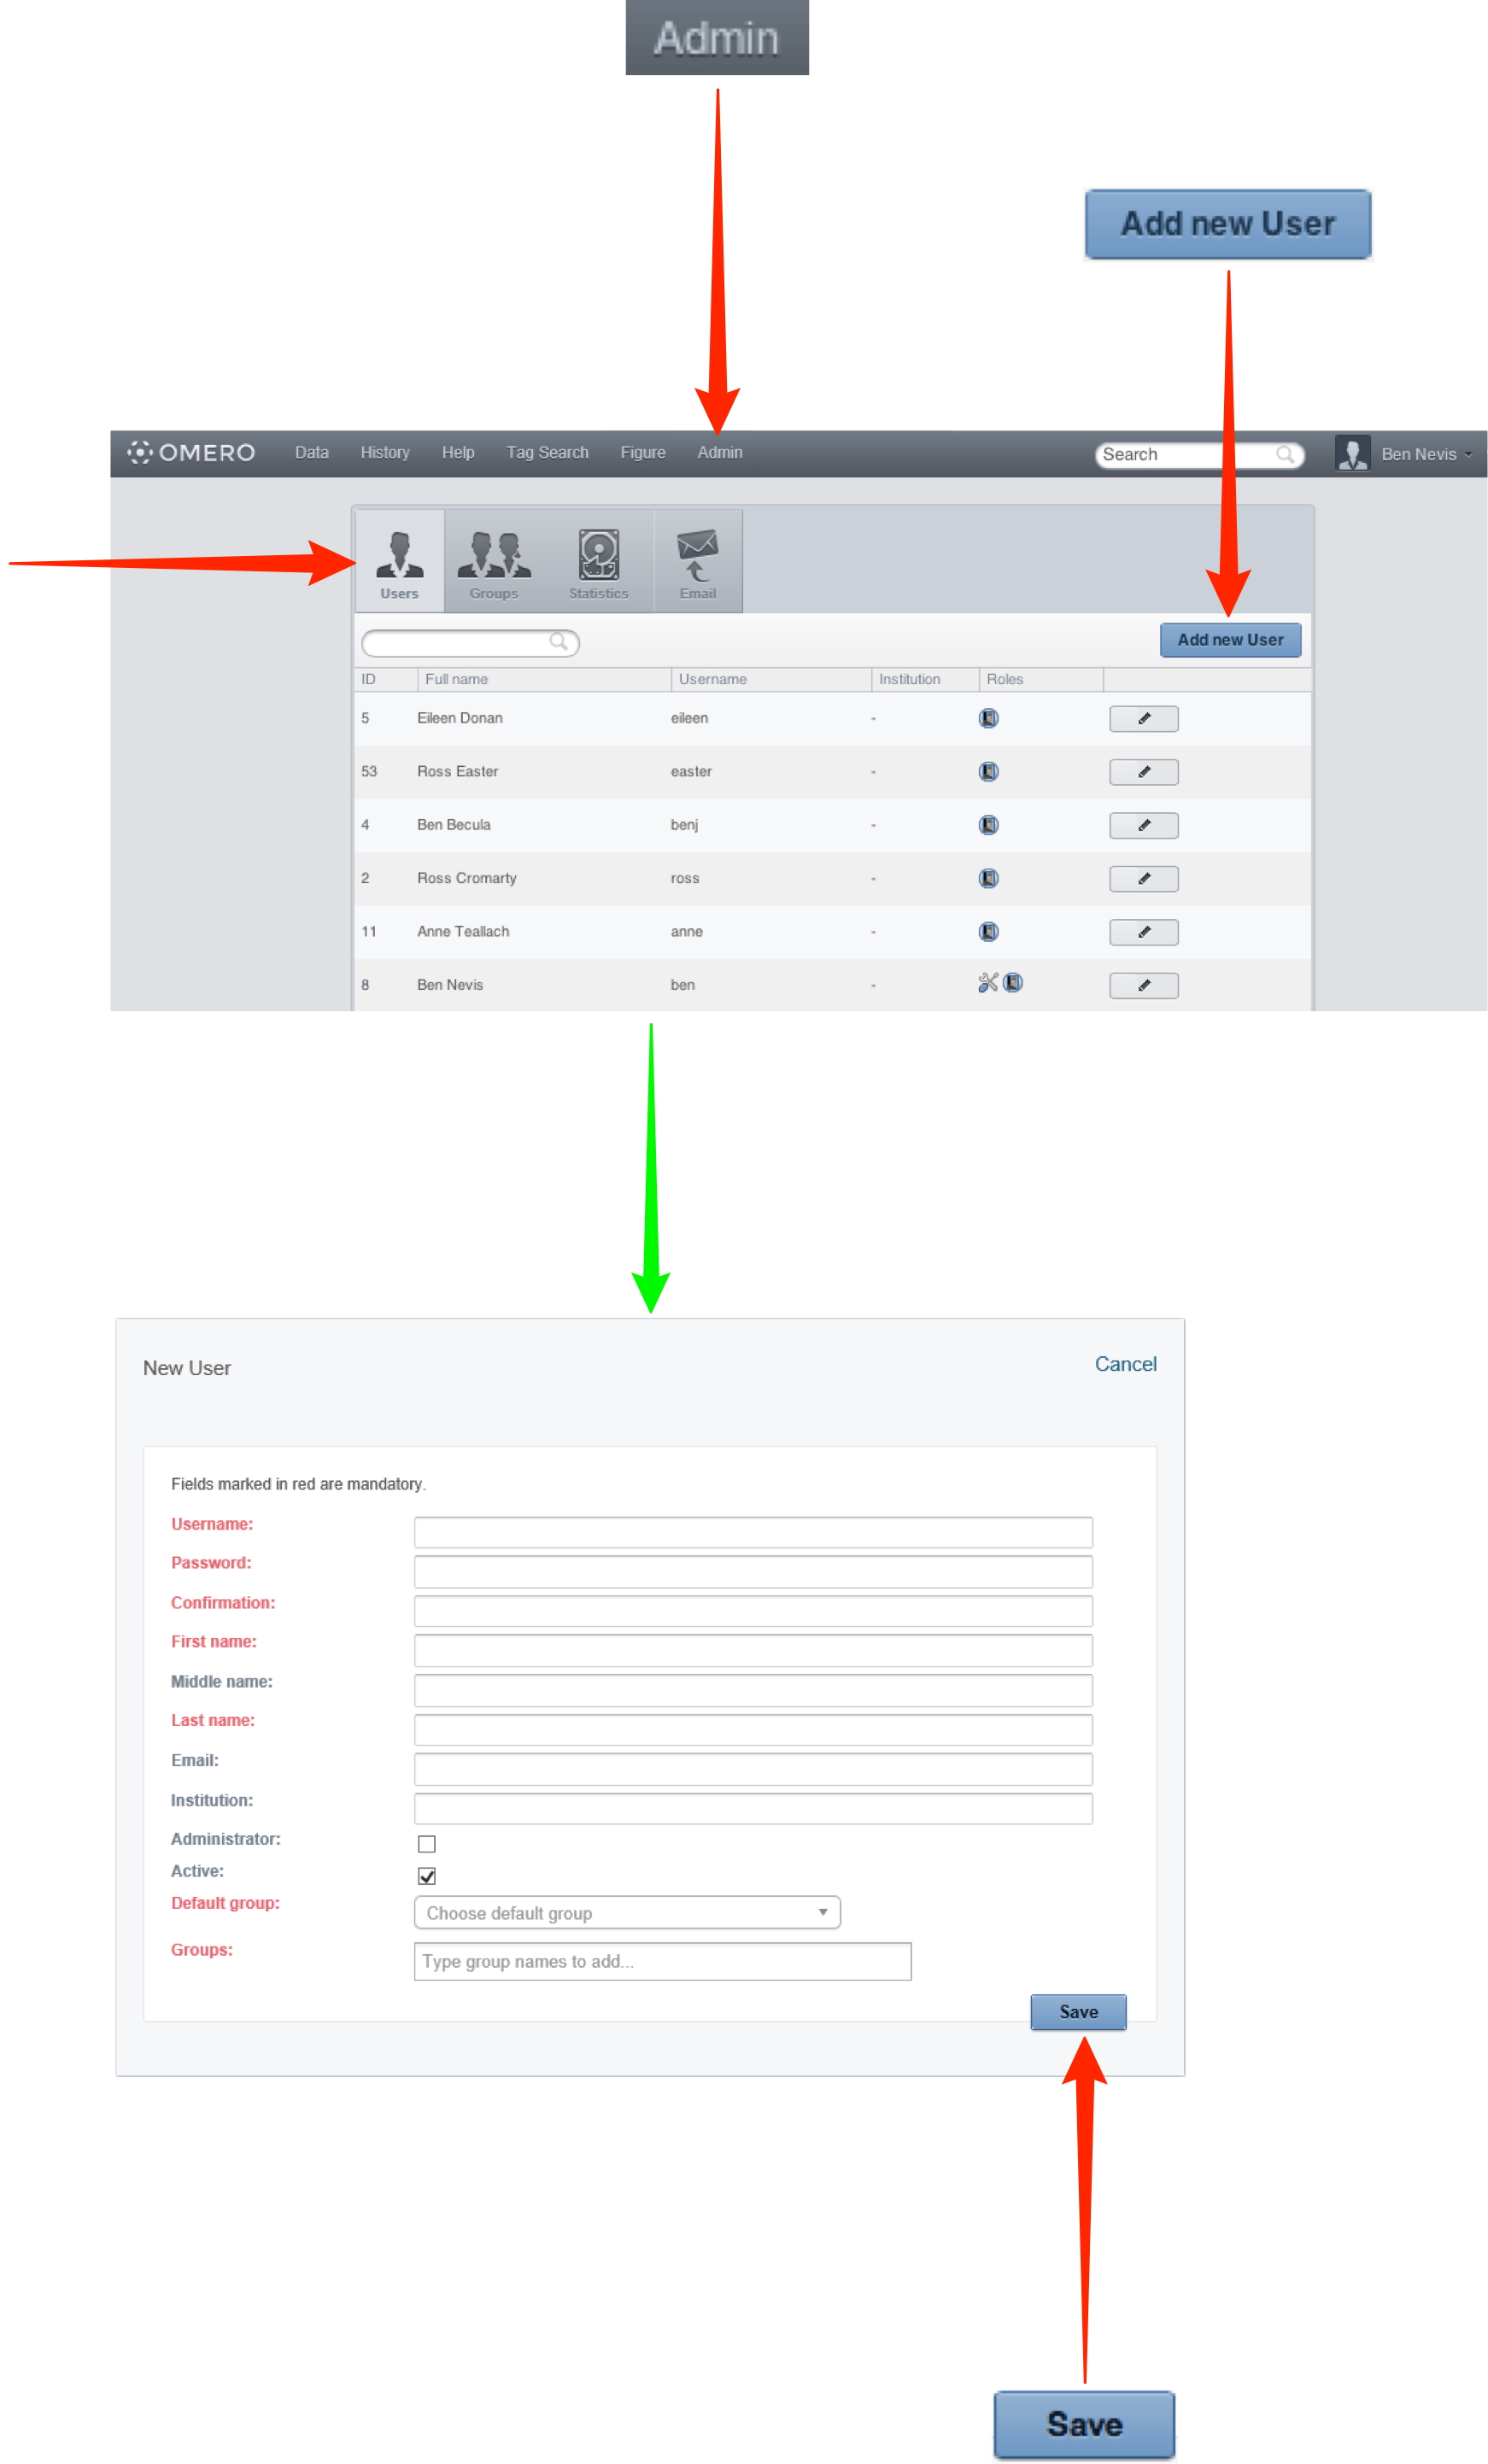 Admin
Add new User
OMERO Data History Help Tag Search Figure Admin Search Ben Nevis
Users Groups Statistics Email
Add new User
ID Full name Username Institution Roles
5 Eileen Donan eileen -
53 Ross Easter easter -
4 Ben Becula benj -
2 Ross Cromarty ross -
11 Anne Teallach anne -
8 Ben Nevis ben -
New User Cancel
Fields marked in red are mandatory.
Username:
Password:
Confirmation:
First name:
Middle name:
Last name:
Email:
Institution:
Administrator:
Active:
Default group: Choose default group
Groups: Type group names to add...
Save
Save